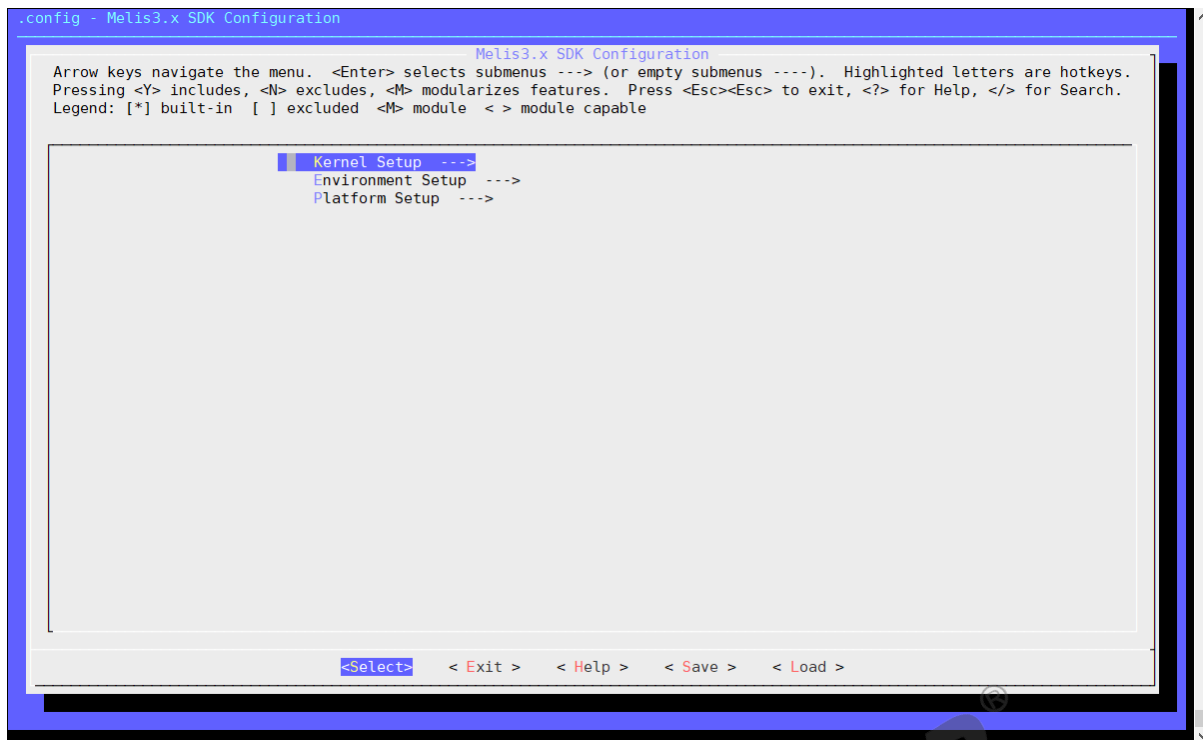 .config - Melis3.x SDK Configuration
Melis3.x SDK Configuration
Arrow keys navigate the menu.  <Enter> selects submenus ---> (or empty submenus ----).  Highlighted letters are hotkeys.
Pressing <Y> includes, <N> excludes, <M> modularizes features.  Press <Esc><Esc> to exit, <?> for Help, </> for Search.
Legend: [*] built-in  [ ] excluded  <M> module  < > module capable
Kernel Setup  --->
Environment Setup  --->
Platform Setup  --->
<Select>    < Exit >    < Help >    < Save >    < Load >
®